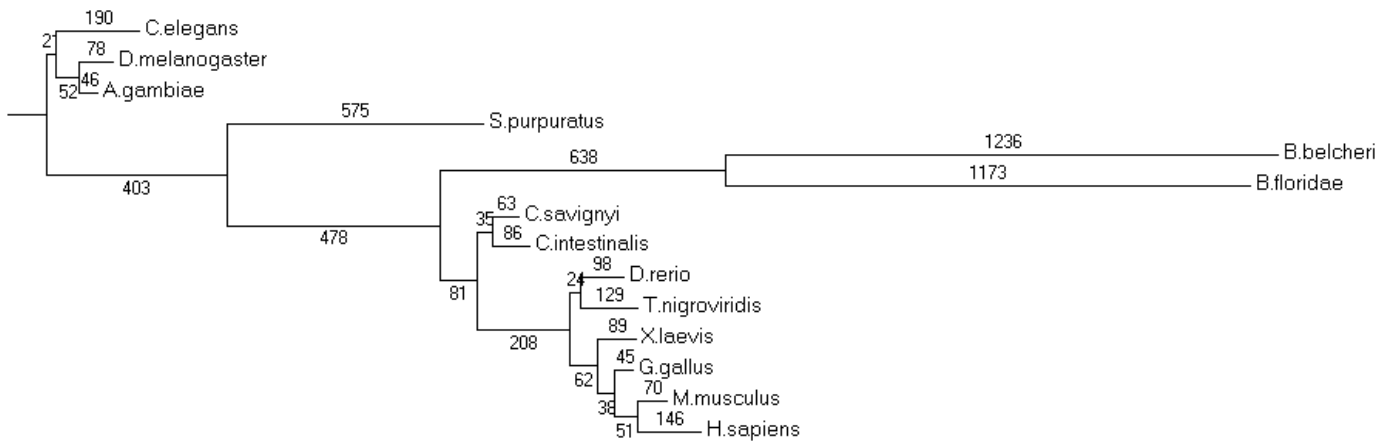 190
C.elegans
2
78
D.melanogaster
52
46
A.gambiae
575
S.purpuratus
403
1236
B.belcheri
638
1173
B.floridae
478
63
C.savignyi
35
86
C.intestinalis
81
98
D.rerio
24
129
T.nigroviridis
208
89
X.laevis
62
45
G.gallus
38
70
M.musculus
51
146
H.sapiens